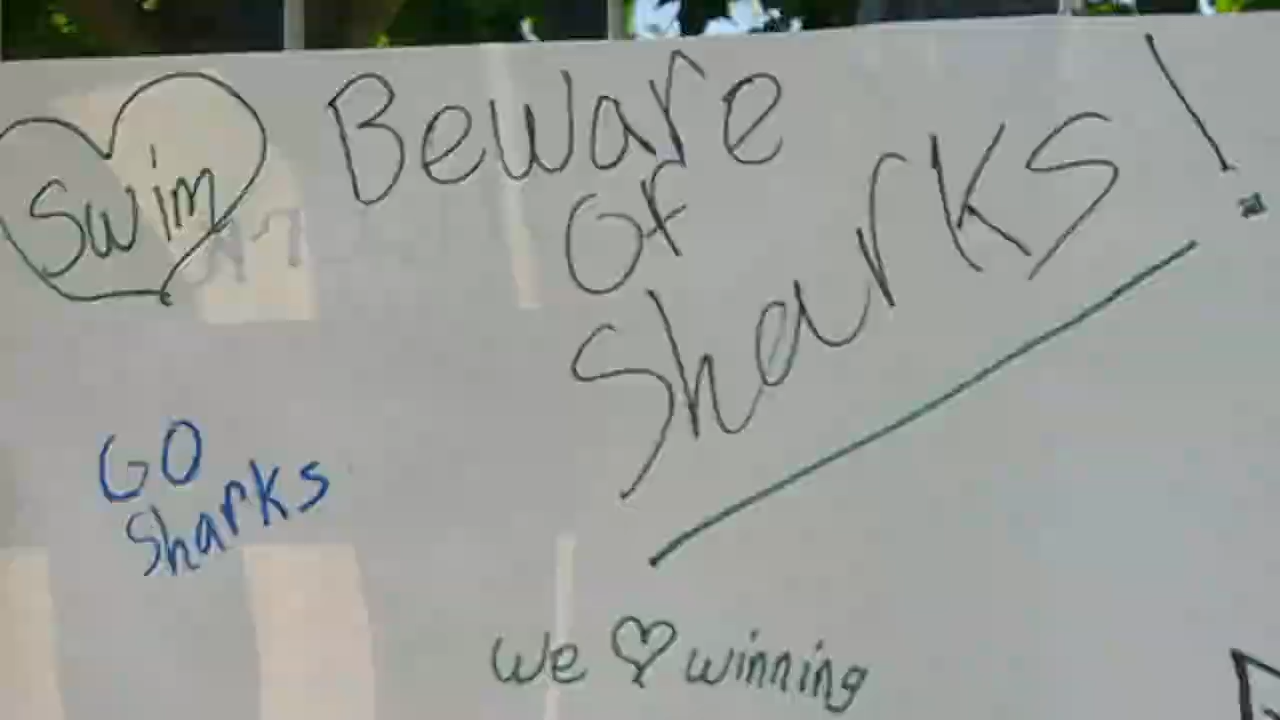 Swim
Beware
Of
Sharks!
GO
Sharks
We ♡ winning